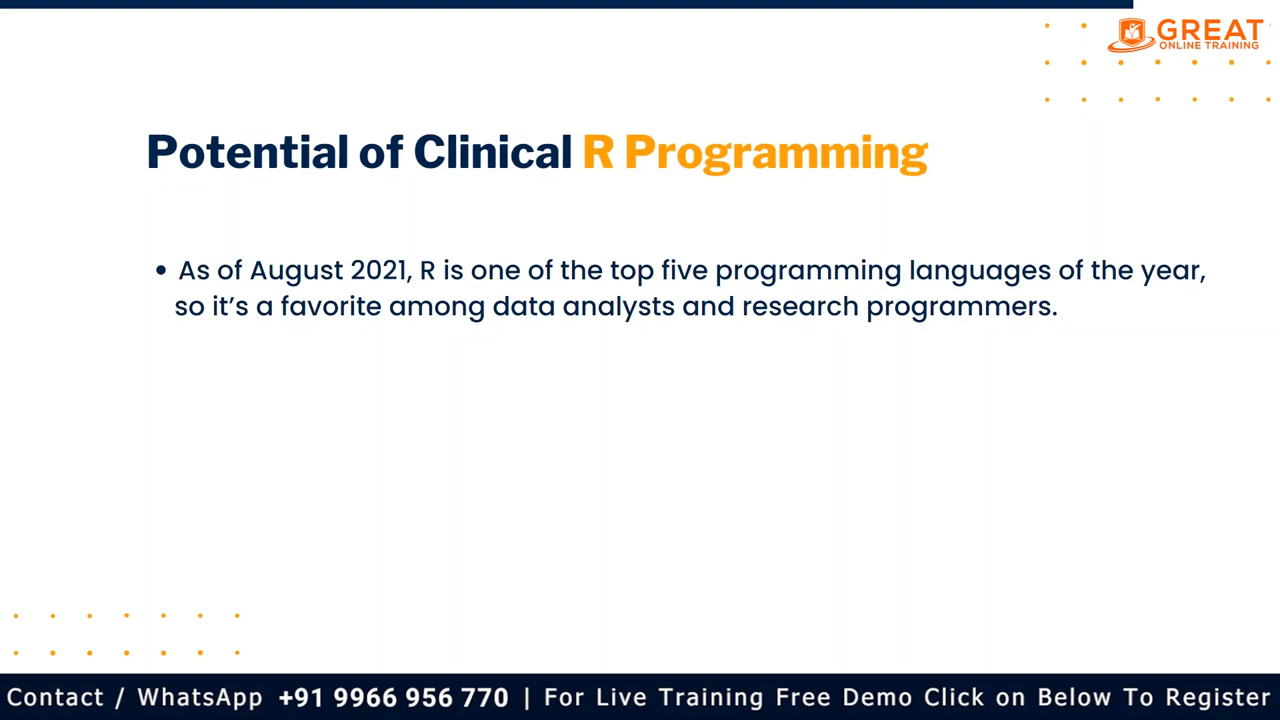 GREAT
ONLINE TRAINING
Potential of Clinical R Programming
• As of August 2021, R is one of the top five programming languages of the year,
so it’s a favorite among data analysts and research programmers.
Contact / WhatsApp +91 9966 956 770 | For Live Training Free Demo Click on Below To Register